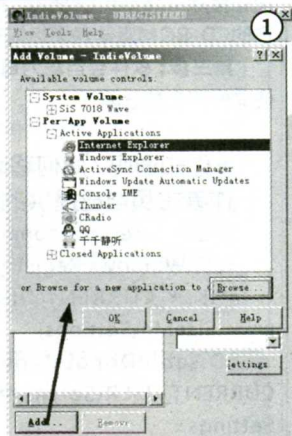 IndieVolume - UNREGISTERED
①
View Tools Help
Add Volume - IndieVolume
Available volume controls:
System Volume
SiS 7018 Wave
Per-App Volume
Active Applications
Internet Explorer
Windows Explorer
ActiveSync Connection Manager
Windows Update Automatic Updates
Console IME
Thunder
CRadio
QQ
千千静听
Closed Applications
or Browse for a new application to
Browse...
OK Cancel Help
ettings
Add... Remove